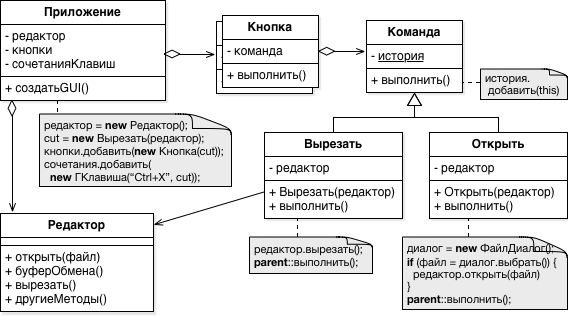 Приложение
- редактор
- кнопки
- сочетанияКлавиш
+ создатьGUI()
Кнопка
- команда
+ выполнить()
Команда
- история
+ выполнить()
история.
добавить(this)
редактор = new Редактор();
cut = new Вырезать(редактор);
кнопки.добавить(new Кнопка(cut));
сочетания.добавить(
new ГКлавиша("Ctrl+X", cut));
Вырезать
- редактор
+ Вырезать(редактор)
+ выполнить()
Открыть
- редактор
+ Открыть(редактор)
+ выполнить()
Редактор
+ открыть(файл)
+ буферОбмена()
+ вырезать()
+ другиеМетоды()
редактор.вырезать();
parent::выполнить();
диалог = new ФайлДиалог();
if (файл = диалог.выбрать()) {
редактор.открыть(файл)
}
parent::выполнить();